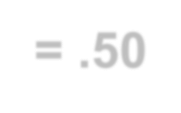 = .50